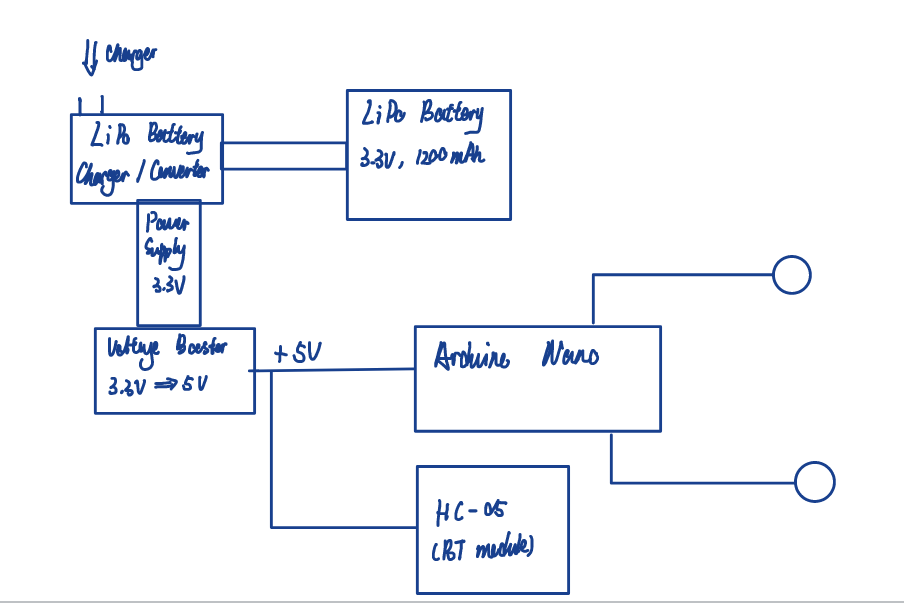 charger
LiPo Battery
Charger / Converter
LiPo Battery
3.3V, 1200 mAh
Power
Supply
3.3V
Voltage Booster
3.3V ⇒ 5V
+5V
Arduino Nano
HC-05
(BT module)